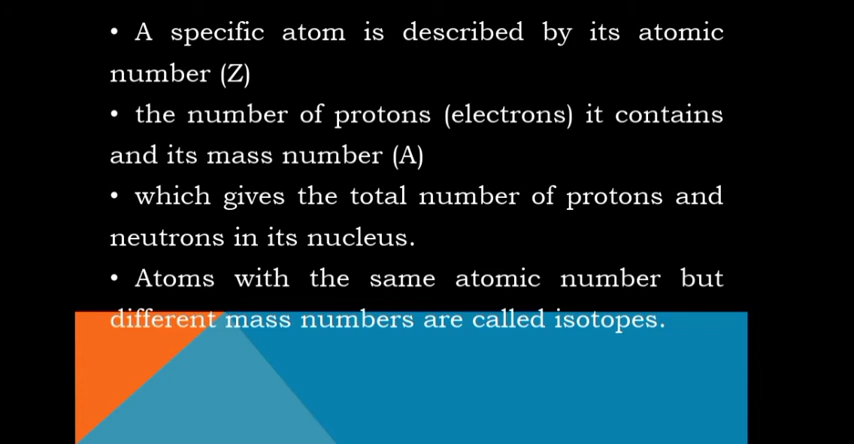 • A specific atom is described by its atomic
number (Z)
• the number of protons (electrons) it contains
and its mass number (A)
• which gives the total number of protons and
neutrons in its nucleus.
• Atoms with the same atomic number but
different mass numbers are called isotopes.